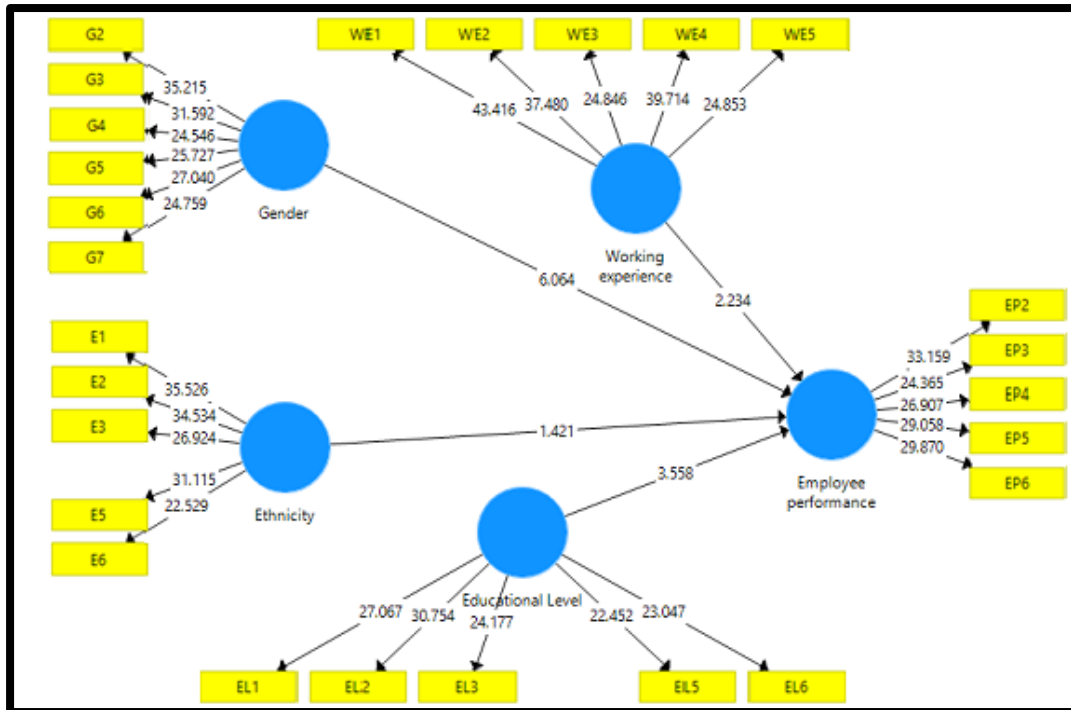 G2
G3
G4
G5
G6
G7
35.215
31.592
24.546
25.727
27.040
24.759
Gender
WE1
WE2
WE3
WE4
WE5
43.416
37.480
24.846
39.714
24.853
Working
experience
6.064
2.234
E1
E2
E3
E5
E6
35.526
34.534
26.924
31.115
22.529
Ethnicity
1.421
3.558
EP2
EP3
EP4
EP5
EP6
33.159
24.365
26.907
29.058
29.870
Employee
performance
Educational Level
27.067
30.754
24.177
22.452
23.047
EL1
EL2
EL3
EIL5
EL6